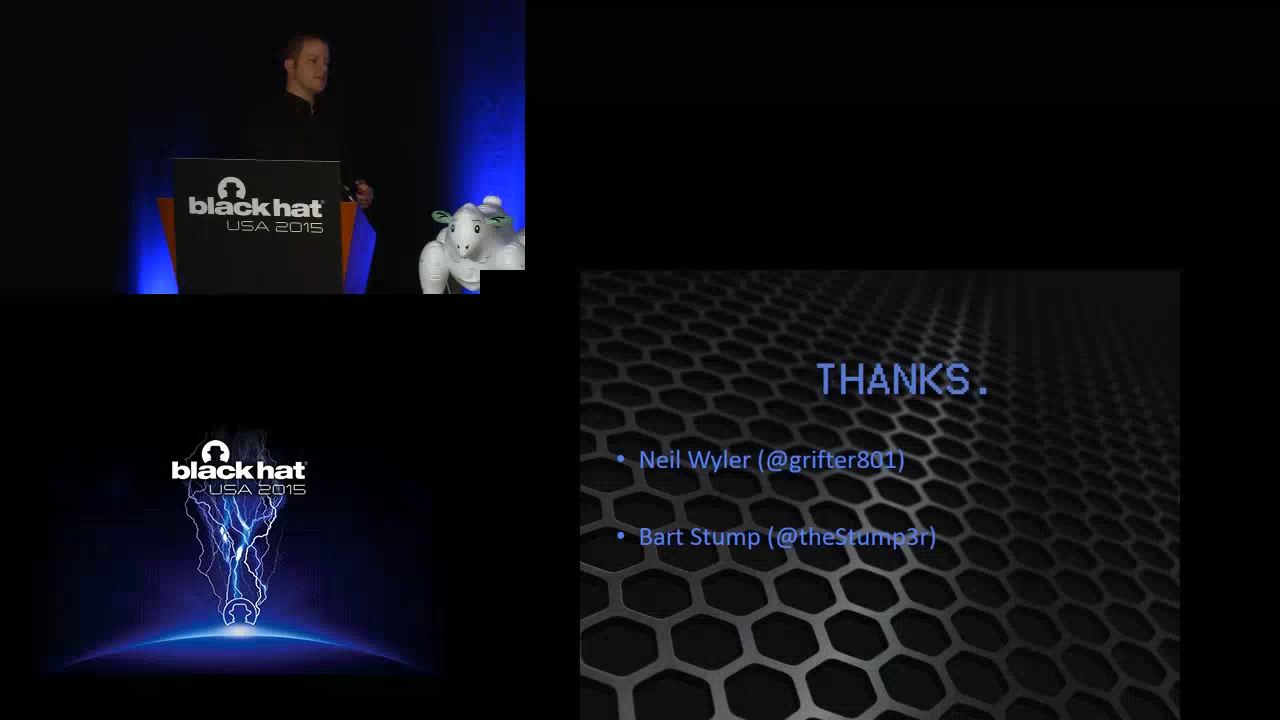 black hat
USA 2015
THANKS.
• Neil Wyler (@grifter801)
• Bart Stump (@theStump3r)
black hat
USA 2015